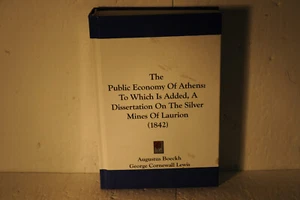 The
Public Economy Of Athens:
To Which Is Added, A
Dissertation On The Silver
Mines Of Laurion
(1842)
Augustus Boeckh
George Cornewall Lewis